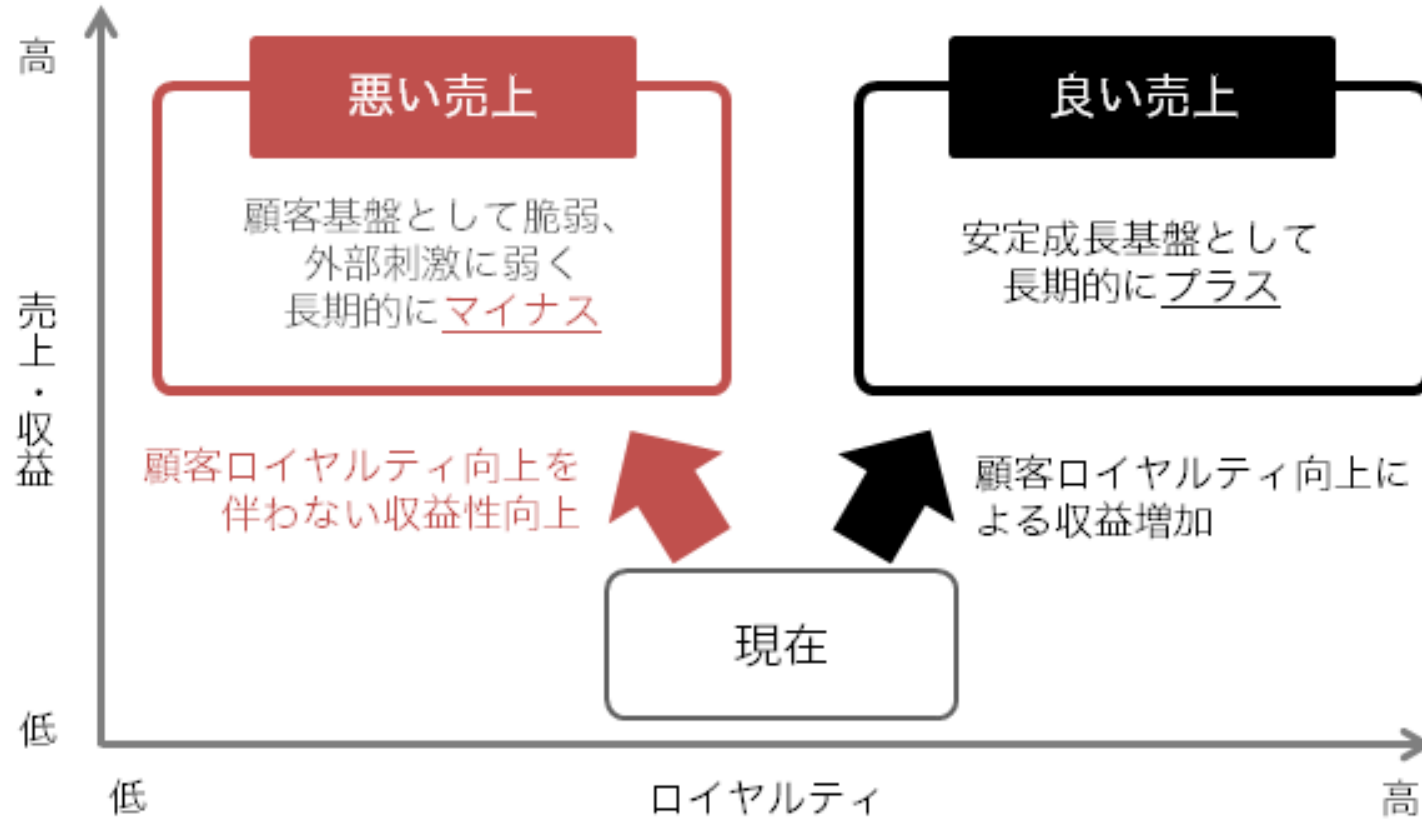 高
悪い売上
良い売上
顧客基盤として脆弱、
外部刺激に弱く
長期的にマイナス
安定成長基盤として
長期的にプラス
売上・収益
顧客ロイヤルティ向上を
伴わない収益性向上
顧客ロイヤルティ向上に
よる収益増加
現在
低
低
ロイヤルティ
高